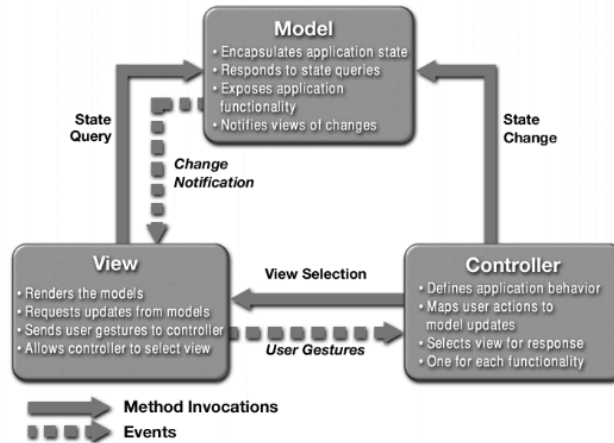 Model
• Encapsulates application state
• Responds to state queries
• Exposes application
functionality
• Notifies views of changes
State
Query
State
Change
Change
Notification
View
• Renders the models
• Requests updates from models
• Sends user gestures to controller
• Allows controller to select view
View Selection
User Gestures
Controller
• Defines application behavior
• Maps user actions to
model updates
• Selects view for response
• One for each functionality
Method Invocations
Events